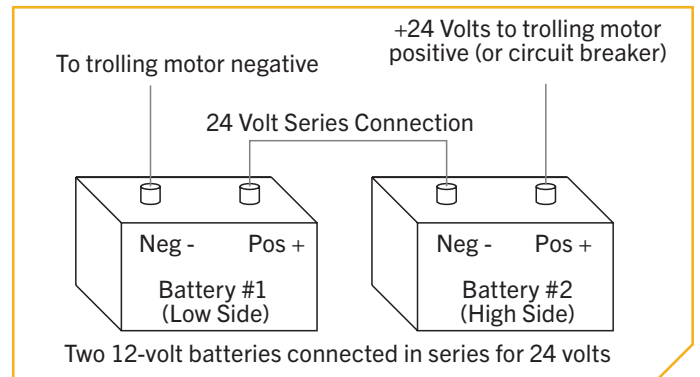 +24 Volts to trolling motor
positive (or circuit breaker)
To trolling motor negative
24 Volt Series Connection
Neg - Pos +
Battery #1
(Low Side)
Neg - Pos +
Battery #2
(High Side)
Two 12-volt batteries connected in series for 24 volts